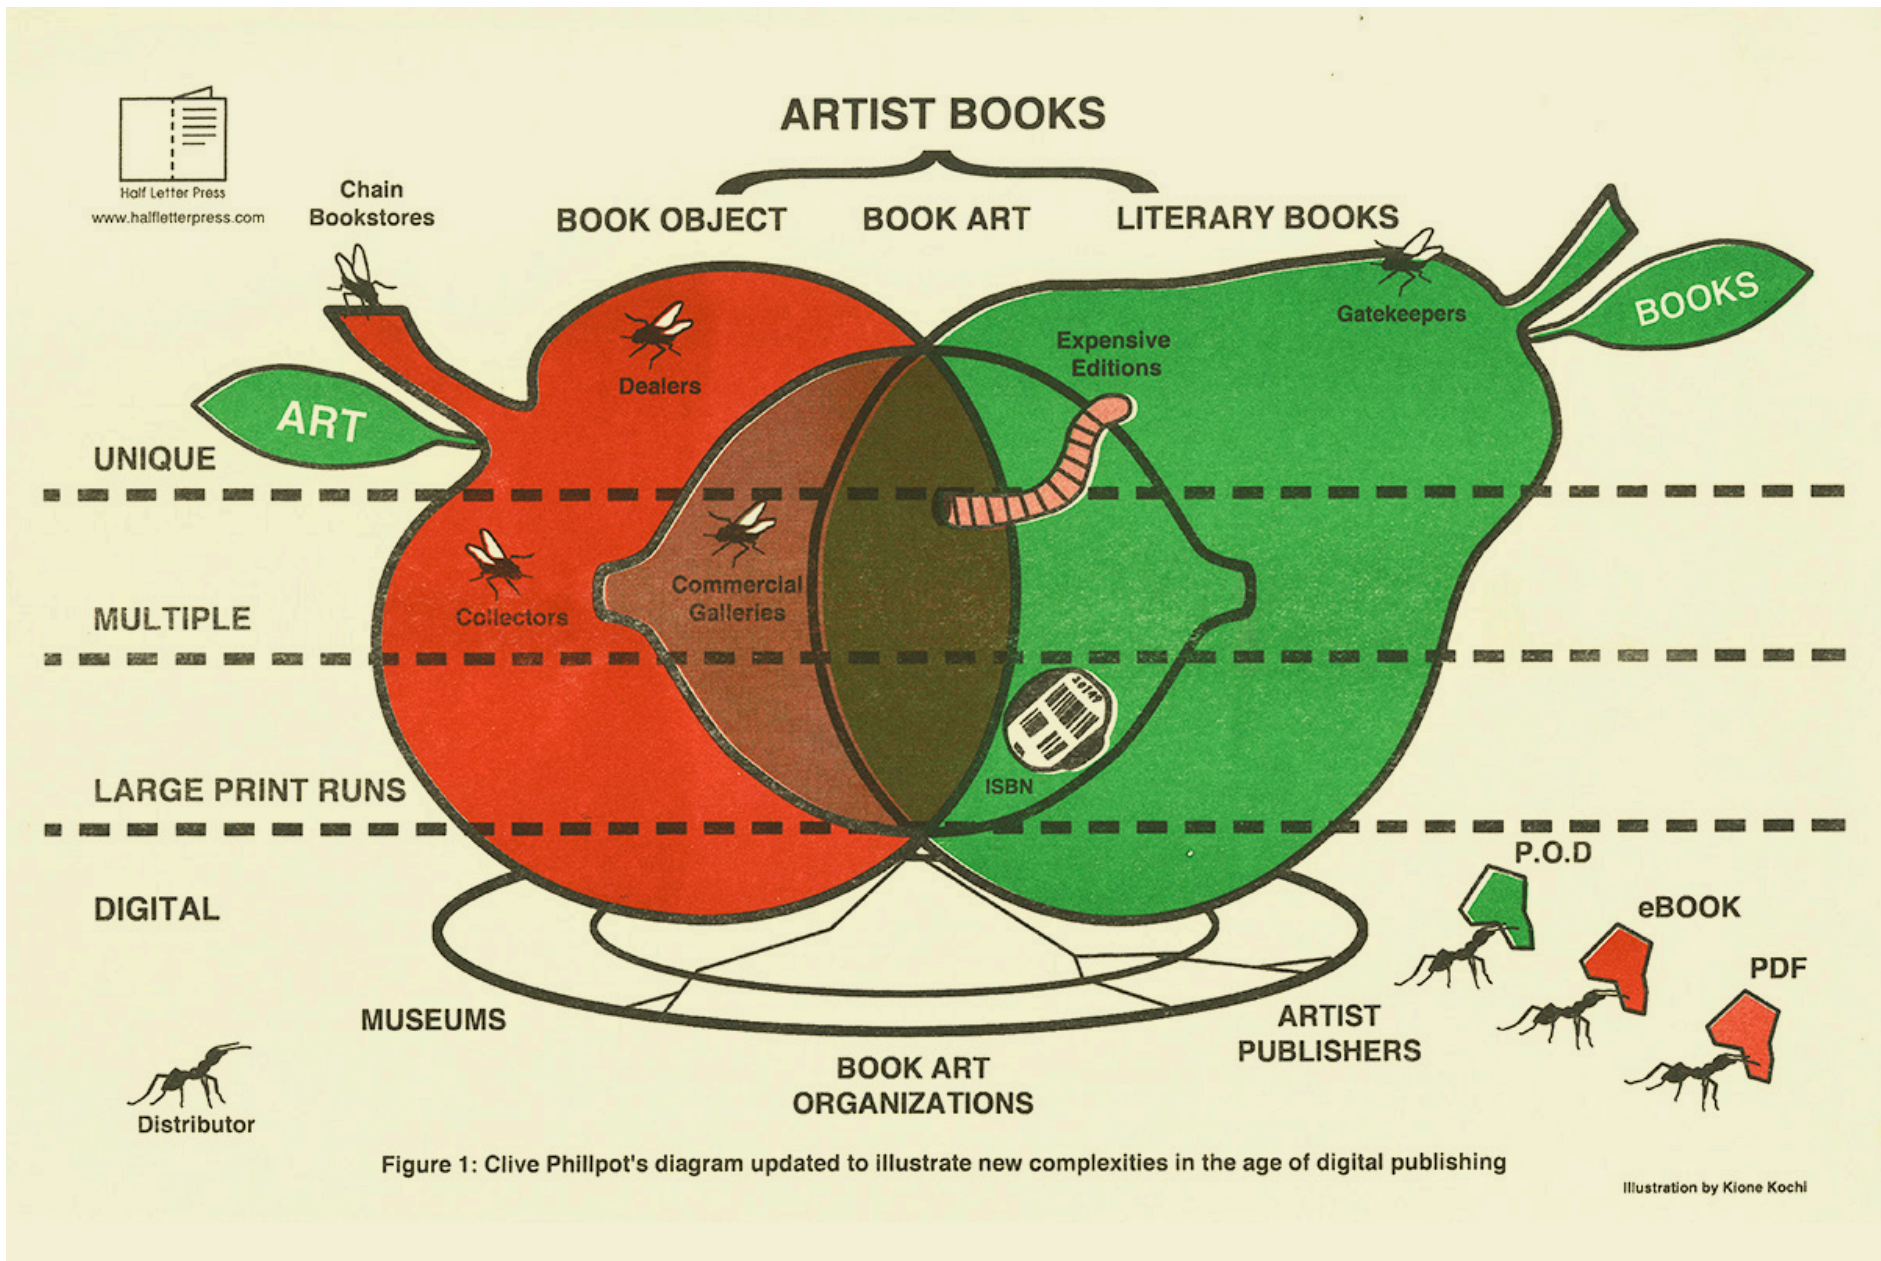 ARTIST BOOKS
Half Letter Press
www.halfletterpress.com
Chain
Bookstores
BOOK OBJECT
BOOK ART
LITERARY BOOKS
BOOKS
Gatekeepers
Expensive
Editions
Dealers
ART
UNIQUE
Commercial
Galleries
Collectors
MULTIPLE
ISBN
LARGE PRINT RUNS
P.O.D
DIGITAL
eBOOK
PDF
MUSEUMS
ARTIST
PUBLISHERS
BOOK ART
ORGANIZATIONS
Distributor
Figure 1: Clive Phillpot's diagram updated to illustrate new complexities in the age of digital publishing
Illustration by Kione Kochi